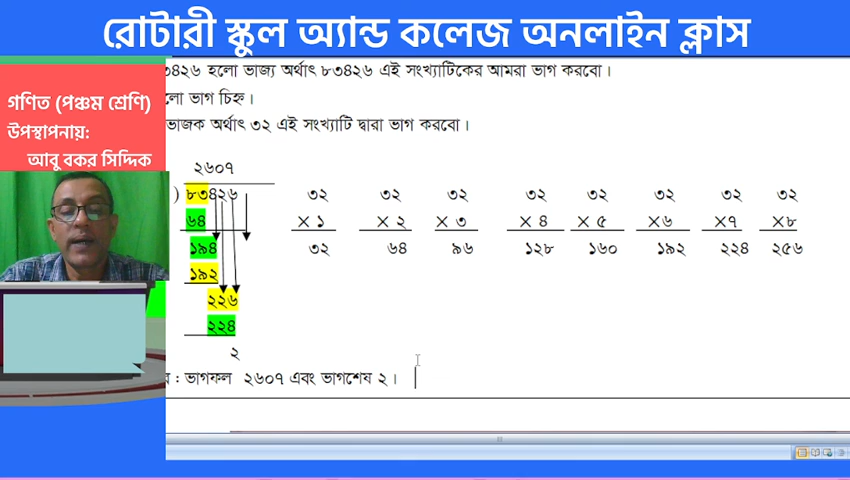 রোটারী স্কুল অ্যান্ড কলেজ অনলাইন ক্লাস
গণিত (পঞ্চম শ্রেণি)
উপস্থাপনায়:
আবু বকর সিদ্দিক
৩৪২৬ হলো ভাজ্য অর্থাৎ ৮৩৪২৬ এই সংখ্যাটিকের আমরা ভাগ করবো।
লো ভাগ চিহ্ন।
ভাজক অর্থাৎ ৩২ এই সংখ্যাটি দ্বারা ভাগ করবো।
২৬০৭
) ৮৩৪২৬
৬৪
১৯৪
১৯২
২২৬
২২৪
২
৩২ ৩২ ৩২ ৩২ ৩২ ৩২ ৩২ ৩২
× ১ × ২ × ৩ × ৪ × ৫ ×৬ ×৭ ×৮
৩২ ৬৪ ৯৬ ১২৮ ১৬০ ১৯২ ২২৪ ২৫৬
: ভাগফল ২৬০৭ এবং ভাগশেষ ২।